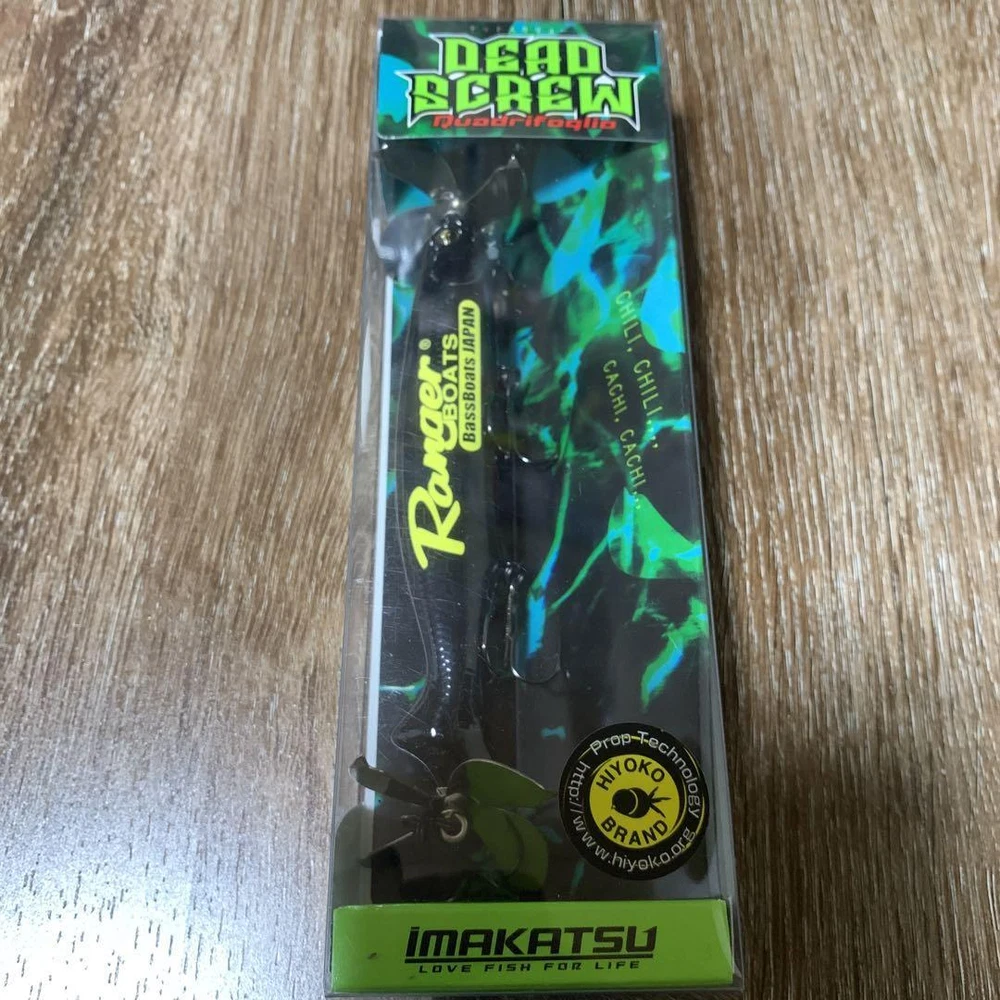 DEAD
SCREW
Quadrifoglio
Ranger®
BOATS
BassBoats JAPAN
CHILI, CHILI,,,
CACHI, CACHI,,,
Prop Technology
HIYOKO
BRAND
http://www.hiyoko.org
imAKATSU
LOVE FISH FOR LIFE